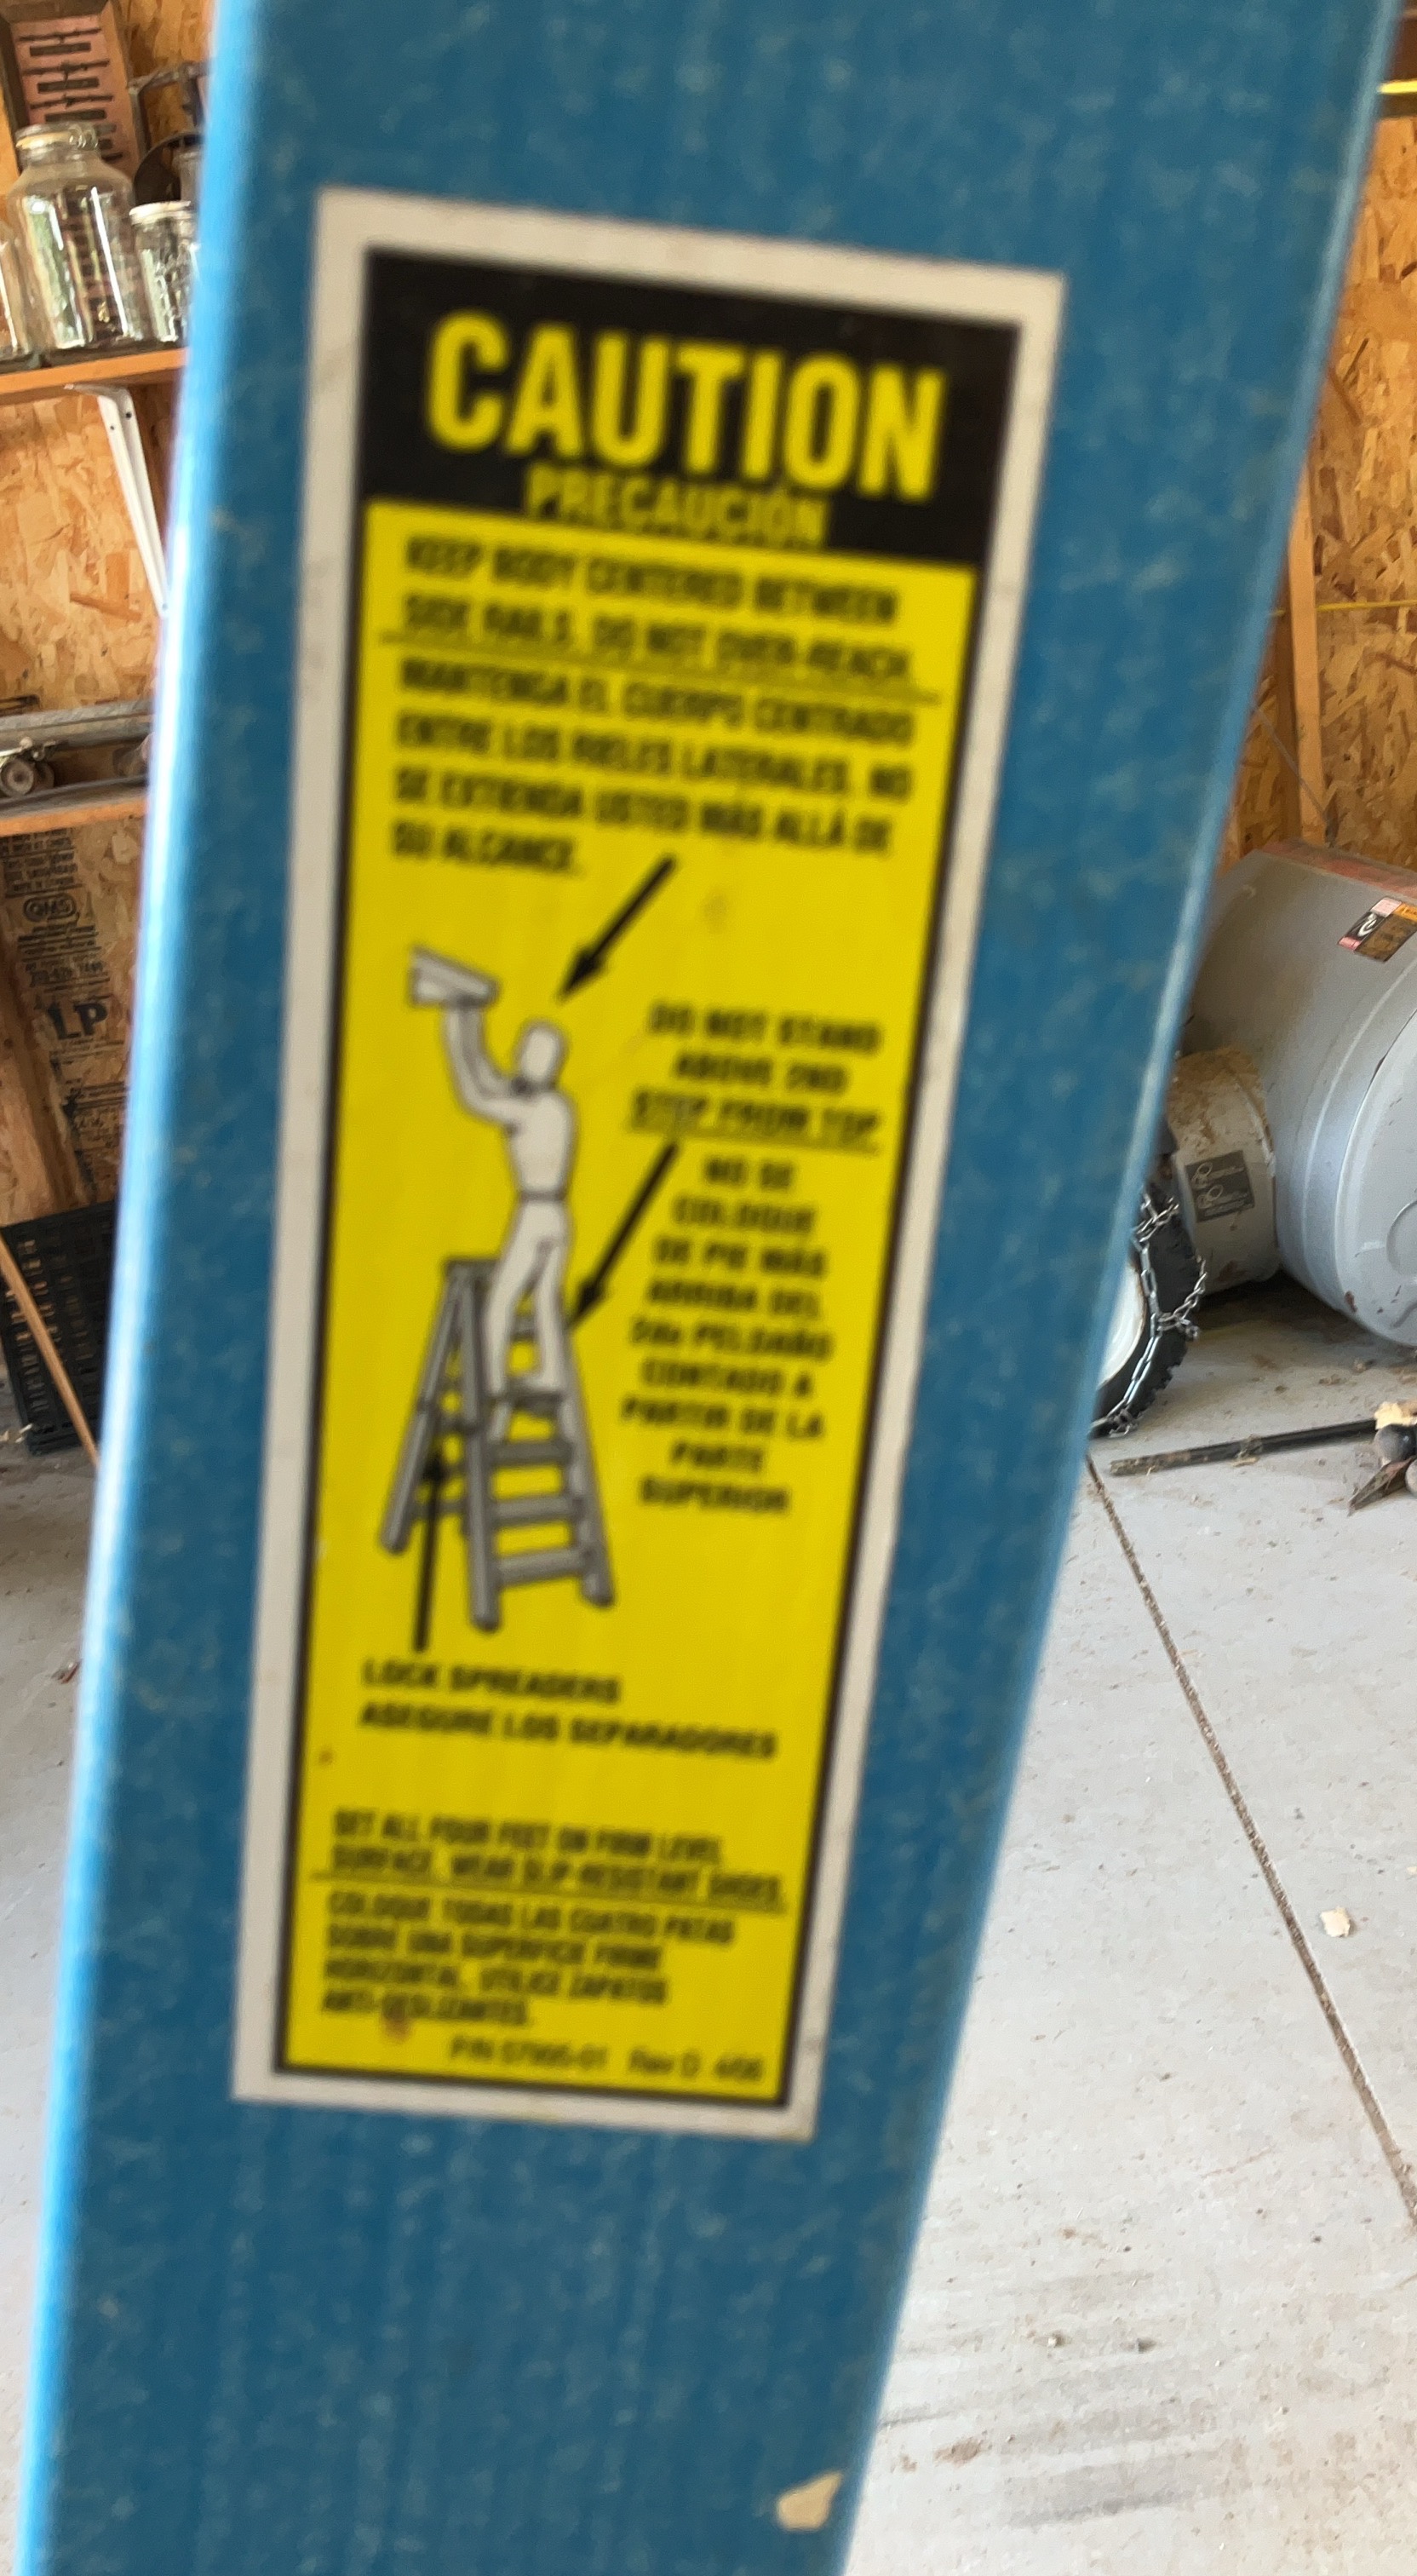 CAUTION
PRECAUCIÓN
KEEP BODY CENTERED BETWEEN
SIDE RAILS. DO NOT OVER-REACH.
MANTENGA EL CUERPO CENTRADO
ENTRE LOS RIELES LATERALES. NO
SE EXTIENDA USTED MÁS ALLÁ DE
SU ALCANCE.
DO NOT STAND
ABOVE 2ND
STEP FROM TOP
NO SE
COLOQUE
DE PIE MÁS
ARRIBA DEL
2do PELDAÑO
CONTADO A
PARTIR DE LA
PARTE
SUPERIOR
LOCK SPREADERS
ASEGURE LOS SEPARADORES
SET ALL FOUR FEET ON FIRM LEVEL
SURFACE. WEAR SLIP-RESISTANT SHOES.
COLOQUE TODAS LAS CUATRO PATAS
SOBRE UNA SUPERFICIE FIRME
HORIZONTAL. UTILICE ZAPATOS
ANTI-DESLIZANTES.
P/N Rev D
LP